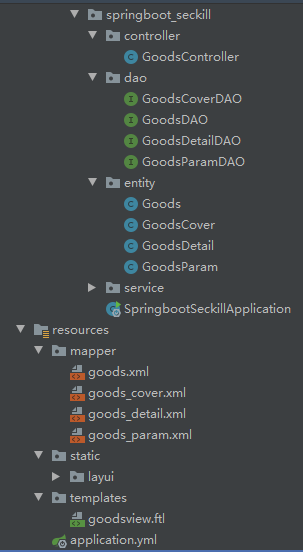 springboot_seckill
controller
GoodsController
dao
GoodsCoverDAO
GoodsDAO
GoodsDetailDAO
GoodsParamDAO
entity
Goods
GoodsCover
GoodsDetail
GoodsParam
service
SpringbootSeckillApplication
resources
mapper
goods.xml
goods_cover.xml
goods_detail.xml
goods_param.xml
static
layui
templates
goodsview.ftl
application.yml